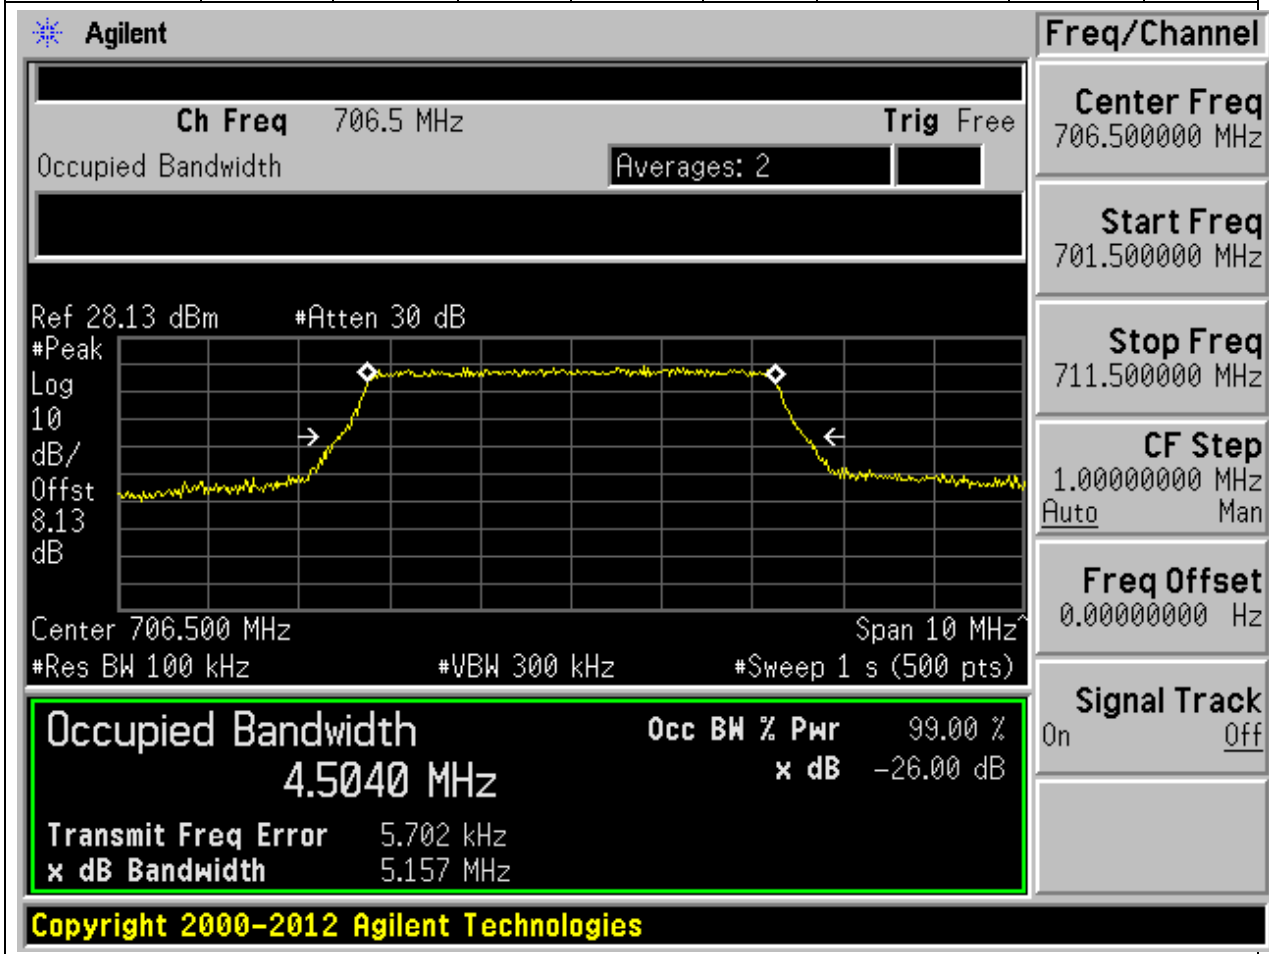 Agilent
Freq/Channel
Ch Freq 706.5 MHz Trig Free
Occupied Bandwidth Averages: 2
Ref 28.13 dBm #Atten 30 dB
#Peak
Log
10
dB/
Offst
8.13
dB
Center 706.500 MHz Span 10 MHz^
#Res BW 100 kHz #VBW 300 kHz #Sweep 1 s (500 pts)
Occupied Bandwidth Occ BW % Pwr 99.00 %
4.5040 MHz x dB -26.00 dB
Transmit Freq Error 5.702 kHz
x dB Bandwidth 5.157 MHz
Center Freq
706.500000 MHz
Start Freq
701.500000 MHz
Stop Freq
711.500000 MHz
CF Step
1.00000000 MHz
Auto Man
Freq Offset
0.00000000 Hz
Signal Track
On Off
Copyright 2000-2012 Agilent Technologies